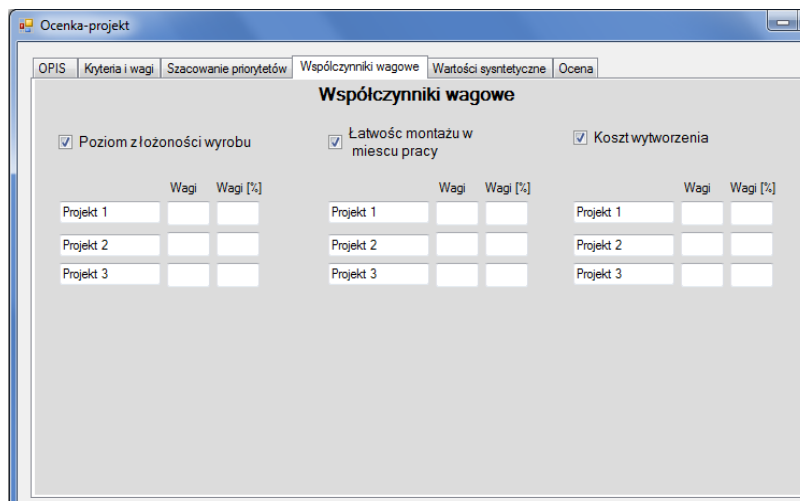 Ocenka-projekt
OPIS Kryteria i wagi Szacowanie priorytetów Wspólczynniki wagowe Wartości sysntetyczne Ocena
Współczynniki wagowe
Poziom złożoności wyrobu
Łatwośc montażu w
miescu pracy
Koszt wytworzenia
Wagi Wagi [%] Wagi Wagi [%] Wagi Wagi [%]
Projekt 1 Projekt 1 Projekt 1
Projekt 2 Projekt 2 Projekt 2
Projekt 3 Projekt 3 Projekt 3